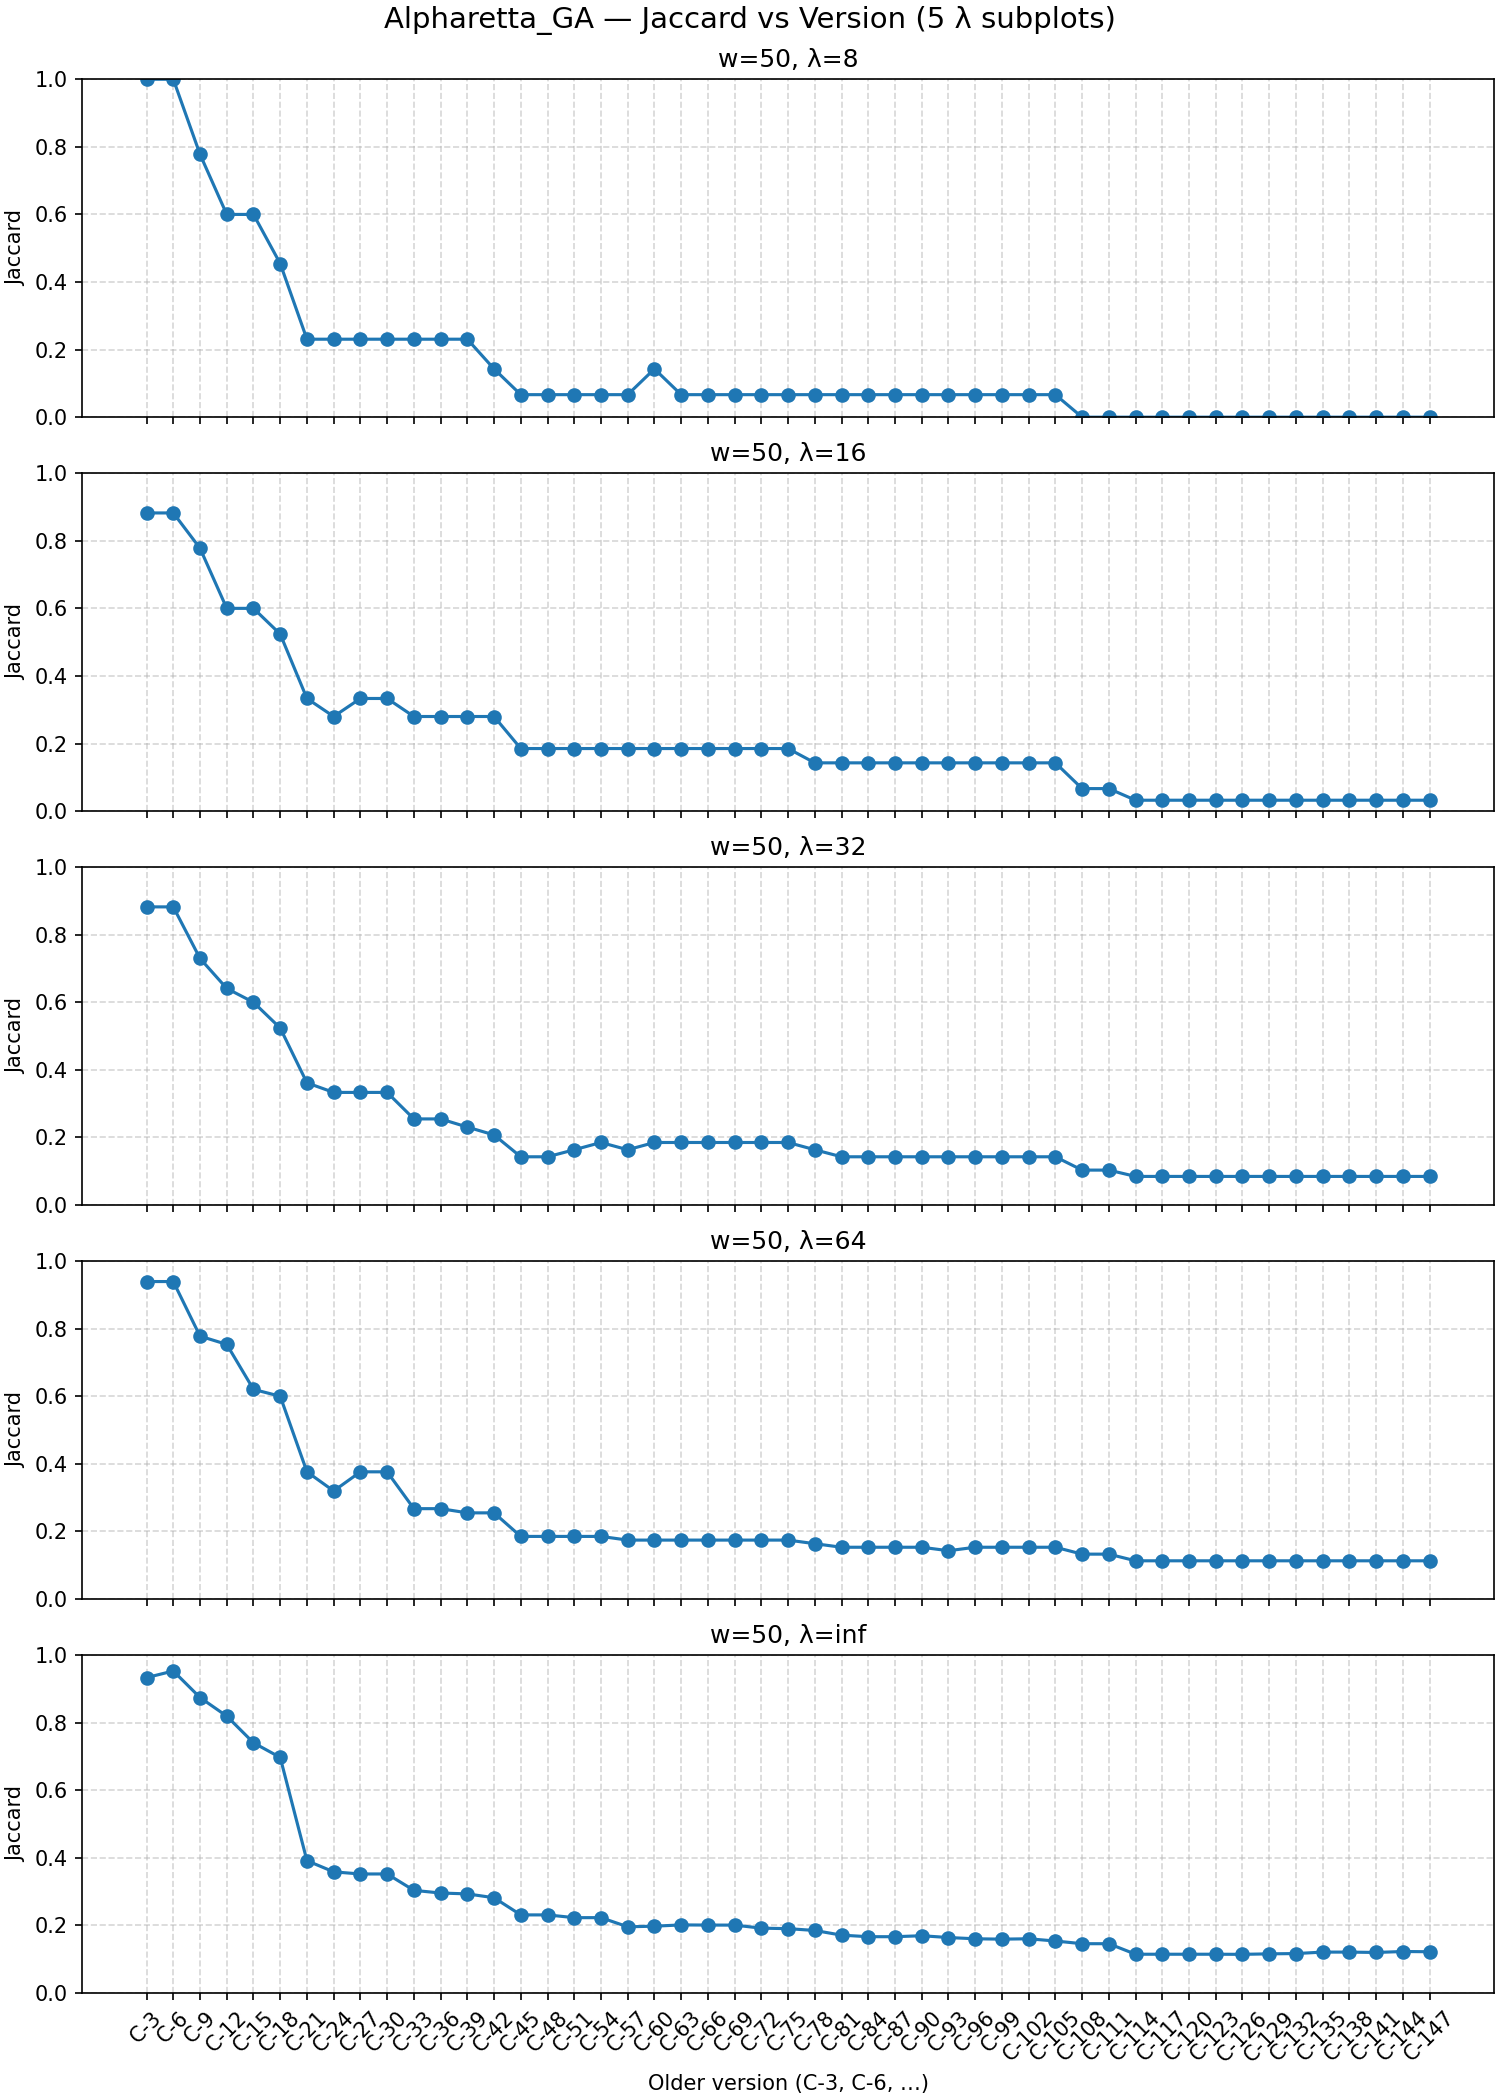 Alpharetta_GA — Jaccard vs Version (5 λ subplots)
w=50, λ=8
1.0
0.8
0.6
0.4
0.2
0.0
Jaccard
w=50, λ=16
1.0
0.8
0.6
0.4
0.2
0.0
Jaccard
w=50, λ=32
1.0
0.8
0.6
0.4
0.2
0.0
Jaccard
w=50, λ=64
1.0
0.8
0.6
0.4
0.2
0.0
Jaccard
w=50, λ=inf
1.0
0.8
0.6
0.4
0.2
0.0
Jaccard
C-3 C-6 C-9 C-12 C-15 C-18 C-21 C-24 C-27 C-30 C-33 C-36 C-39 C-42 C-45 C-48 C-51 C-54 C-57 C-60 C-63 C-66 C-69 C-72 C-75 C-78 C-81 C-84 C-87 C-90 C-93 C-96 C-99 C-102 C-105 C-108 C-111 C-114 C-117 C-120 C-123 C-126 C-129 C-132 C-135 C-138 C-141 C-144 C-147
Older version (C-3, C-6, …)